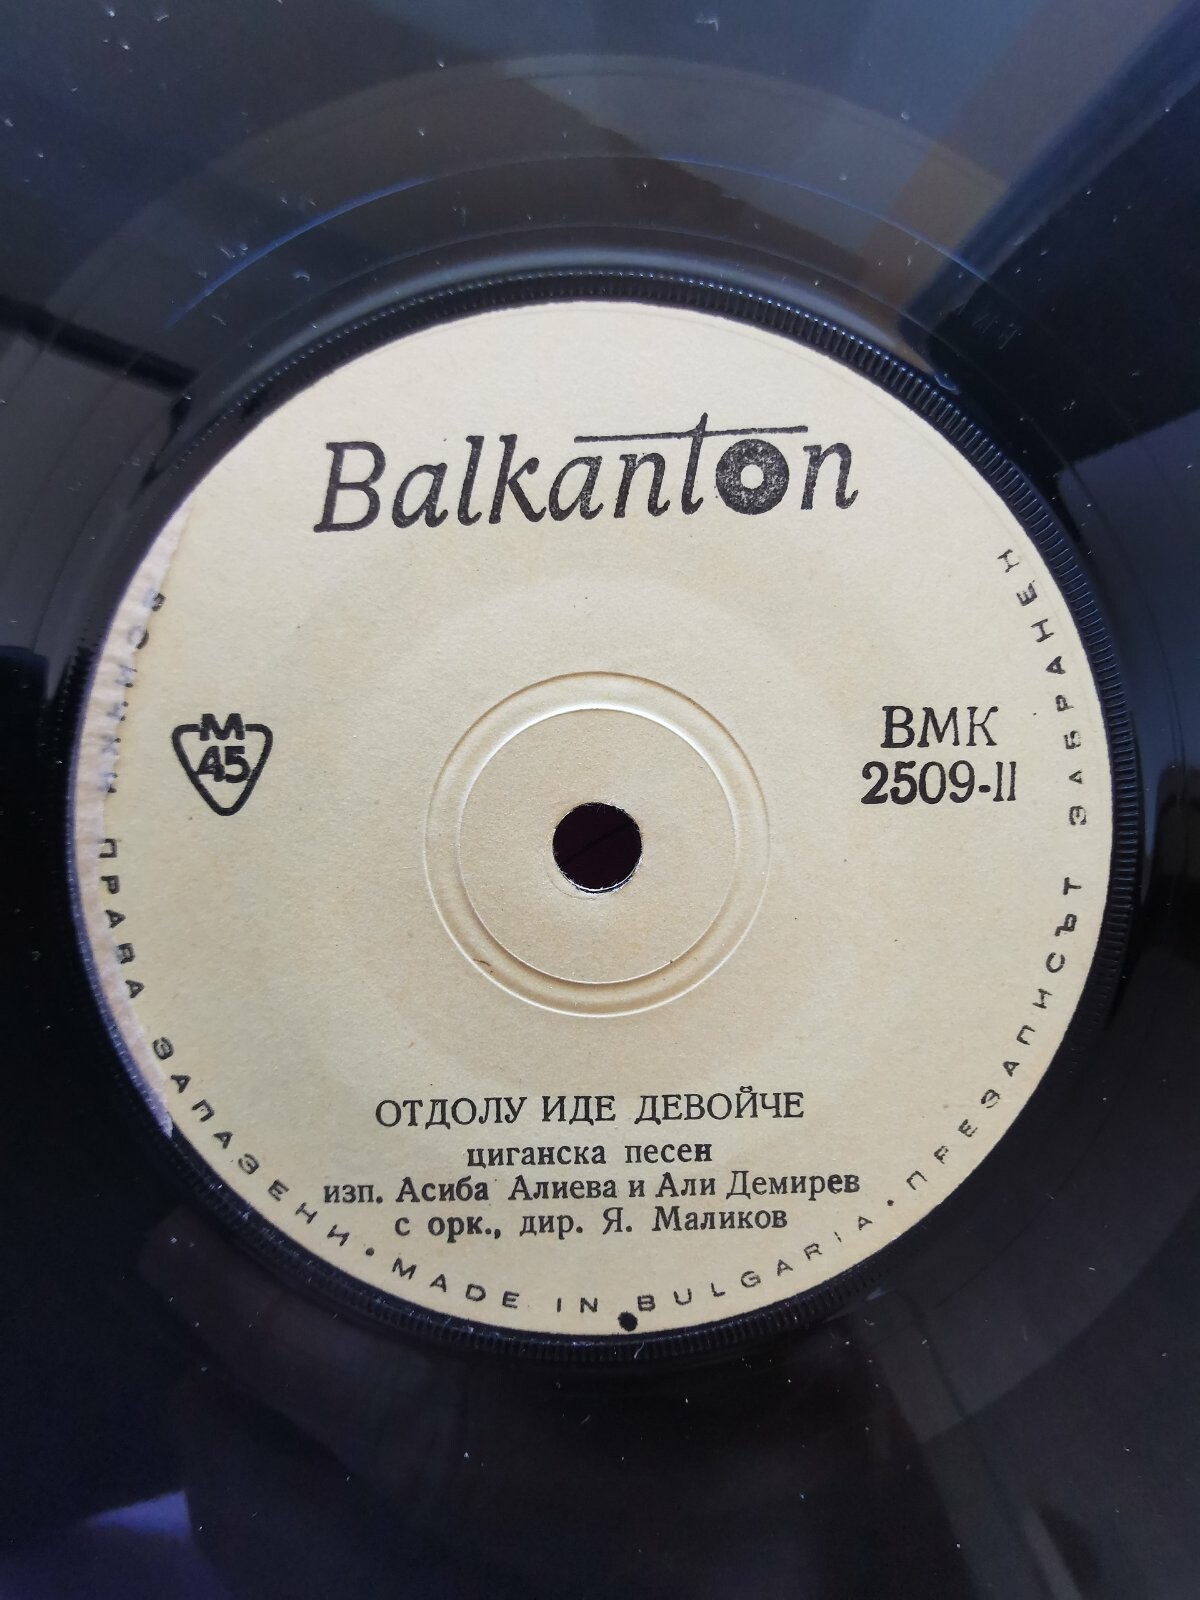 Balkanton
М
45
ВМК
2509-II
ОТДОЛУ ИДЕ ДЕВОЙЧЕ
циганска песен
изп. Асиба Алиева и Али Демирев
с орк., дир. Я. Маликов
ПРАВА ЗАПАЗЕНИ • MADE IN BULGARIA • ПРЕЗАПИСЪТ ЗАБРАНЕН